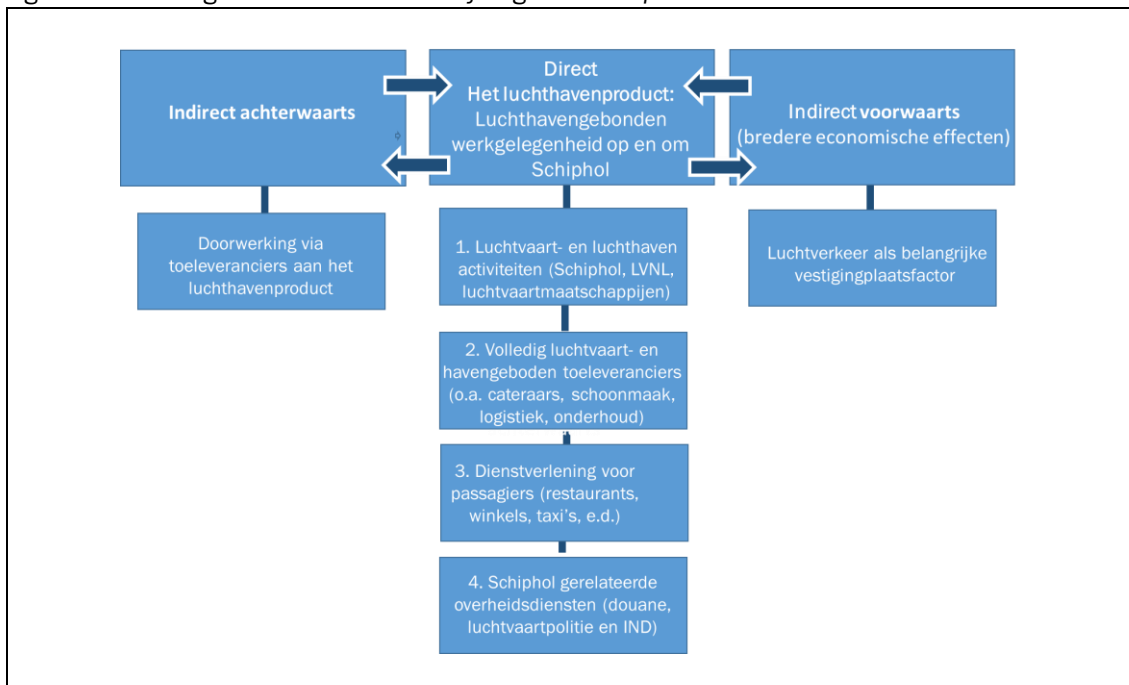 Indirect achterwaarts
Direct
Het luchthavenproduct:
Luchthavengebonden
werkgelegenheid op en om
Schiphol
Indirect voorwaarts
(bredere economische effecten)
Doorwerking via
toeleveranciers aan het
luchthavenproduct
1. Luchtvaart- en luchthaven
activiteiten (Schiphol, LVNL,
luchtvaartmaatschappijen)
Luchtverkeer als belangrijke
vestigingplaatsfactor
2. Volledig luchtvaart- en
havengeboden toeleveranciers
(o.a. cateraars, schoonmaak,
logistiek, onderhoud)
3. Dienstverlening voor
passagiers (restaurants,
winkels, taxi's, e.d.)
4. Schiphol gerelateerde
overheidsdiensten (douane,
luchtvaartpolitie en IND)